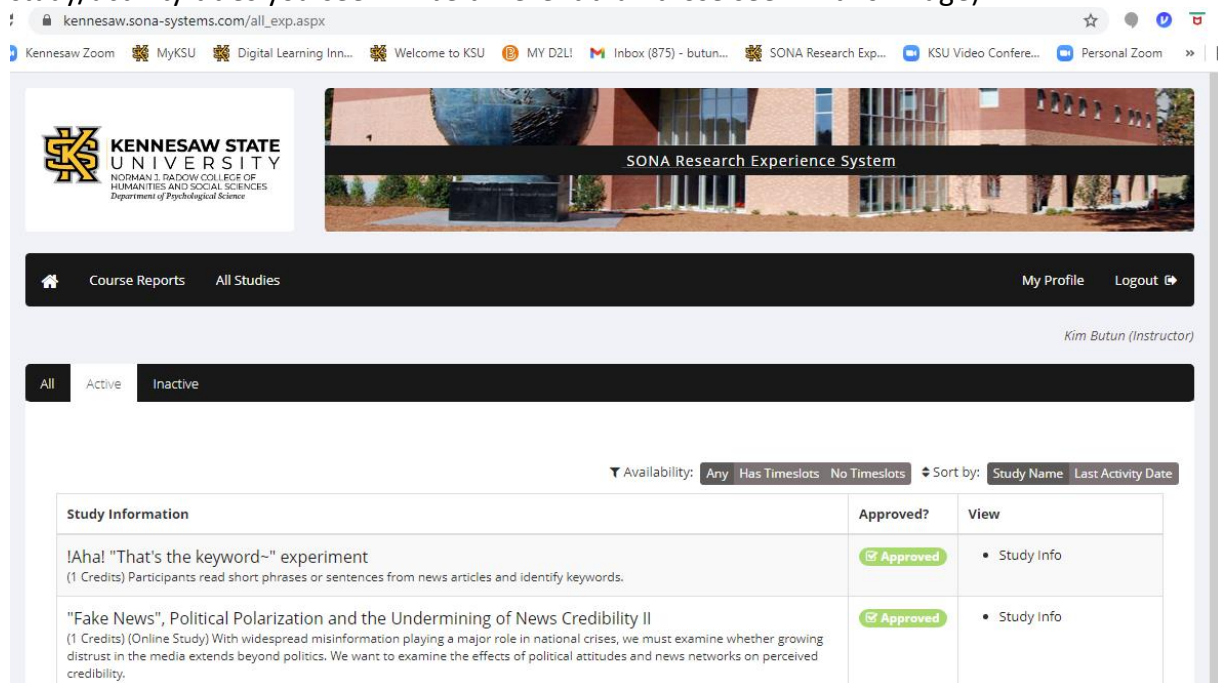 kennesaw.sona-systems.com/all_exp.aspx
Kennesaw Zoom MyKSU Digital Learning Inn... Welcome to KSU MY D2L! Inbox (875) - butun... SONA Research Exp... KSU Video Confere... Personal Zoom »
KENNESAW STATE
UNIVERSITY
NORMAN J. RADOW COLLEGE OF
HUMANITIES AND SOCIAL SCIENCES
Department of Psychological Science
SONA Research Experience System
Course Reports All Studies My Profile Logout
Kim Butun (Instructor)
All Active Inactive
Availability: Any Has Timeslots No Timeslots Sort by: Study Name Last Activity Date
Study Information Approved? View
!Aha! "That's the keyword~" experiment Approved • Study Info
(1 Credits) Participants read short phrases or sentences from news articles and identify keywords.
"Fake News", Political Polarization and the Undermining of News Credibility II Approved • Study Info
(1 Credits) (Online Study) With widespread misinformation playing a major role in national crises, we must examine whether growing
distrust in the media extends beyond politics. We want to examine the effects of political attitudes and news networks on perceived
credibility.